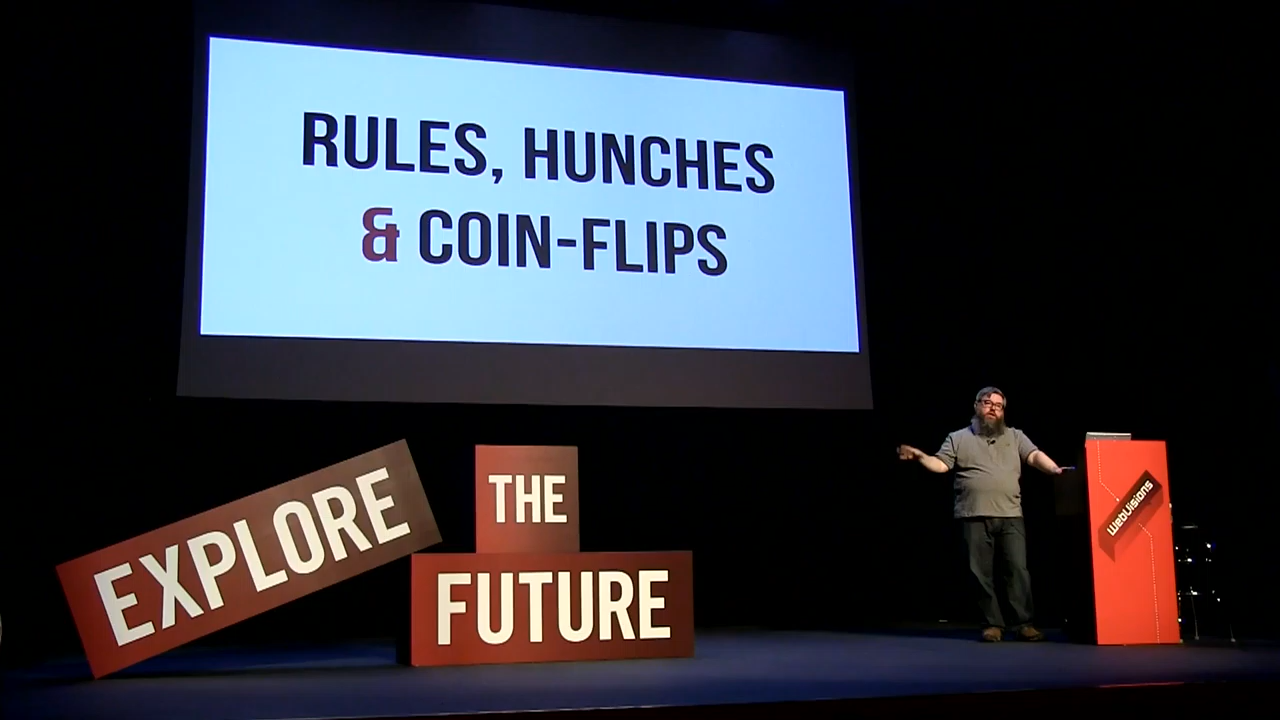 RULES, HUNCHES
& COIN-FLIPS
EXPLORE
THE
FUTURE
WebVisions